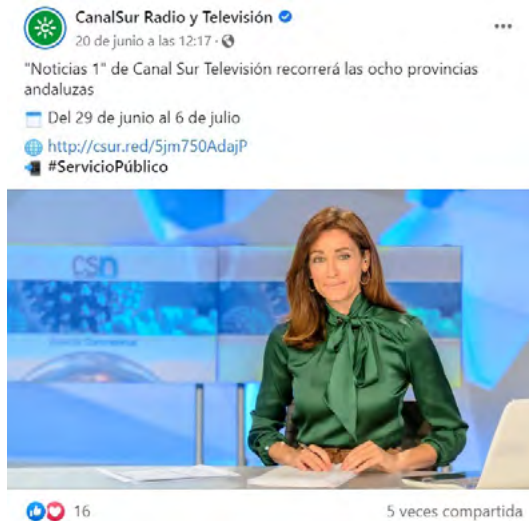 CanalSur Radio y Televisión
20 de junio a las 12:17 ·
"Noticias 1" de Canal Sur Televisión recorrerá las ocho provincias
andaluzas
Del 29 de junio al 6 de julio
http://csur.red/5jm750AdajP
#ServicioPúblico
csn
16
5 veces compartida